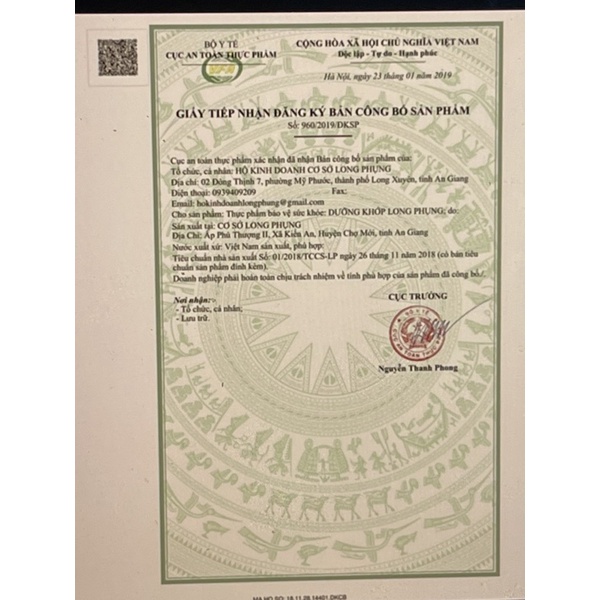 BỘ Y TẾ
CỤC AN TOÀN THỰC PHẨM
CỘNG HÒA XÃ HỘI CHỦ NGHĨA VIỆT NAM
Độc lập - Tự do - Hạnh phúc
Hà Nội, ngày 23 tháng 01 năm 2019
GIẤY TIẾP NHẬN ĐĂNG KÝ BẢN CÔNG BỐ SẢN PHẨM
Số: 960/2019/ĐKSP
Cục an toàn thực phẩm xác nhận đã nhận Bản công bố sản phẩm của:
Tổ chức, cá nhân: HỘ KINH DOANH CƠ SỞ LONG PHỤNG
Địa chỉ: 02 Đông Thịnh 7, phường Mỹ Phước, thành phố Long Xuyên, tỉnh An Giang
Điện thoại: 0939409209 Fax:
Email: hokinhdoanhlongphung@gmail.com
Cho sản phẩm: Thực phẩm bảo vệ sức khỏe: DƯỠNG KHỚP LONG PHỤNG; do:
Sản xuất tại: CƠ SỞ LONG PHỤNG
Địa Chỉ: Ấp Phú Thượng II, Xã Kiến An, Huyện Chợ Mới, tỉnh An Giang
Nước xuất xứ: Việt Nam sản xuất, phù hợp:
Tiêu chuẩn nhà sản xuất Số: 01/2018/TCCS-LP ngày 26 tháng 11 năm 2018 (có bản tiêu
chuẩn sản phẩm đính kèm).
Doanh nghiệp phải hoàn toàn chịu trách nhiệm về tính phù hợp của sản phẩm đã công bố./.
Nơi nhận:
- Tổ chức, cá nhân;
- Lưu trữ.
CỤC TRƯỞNG
Nguyễn Thanh Phong
MÃ HỒ SƠ: 18.11.28.14401.ĐKCB